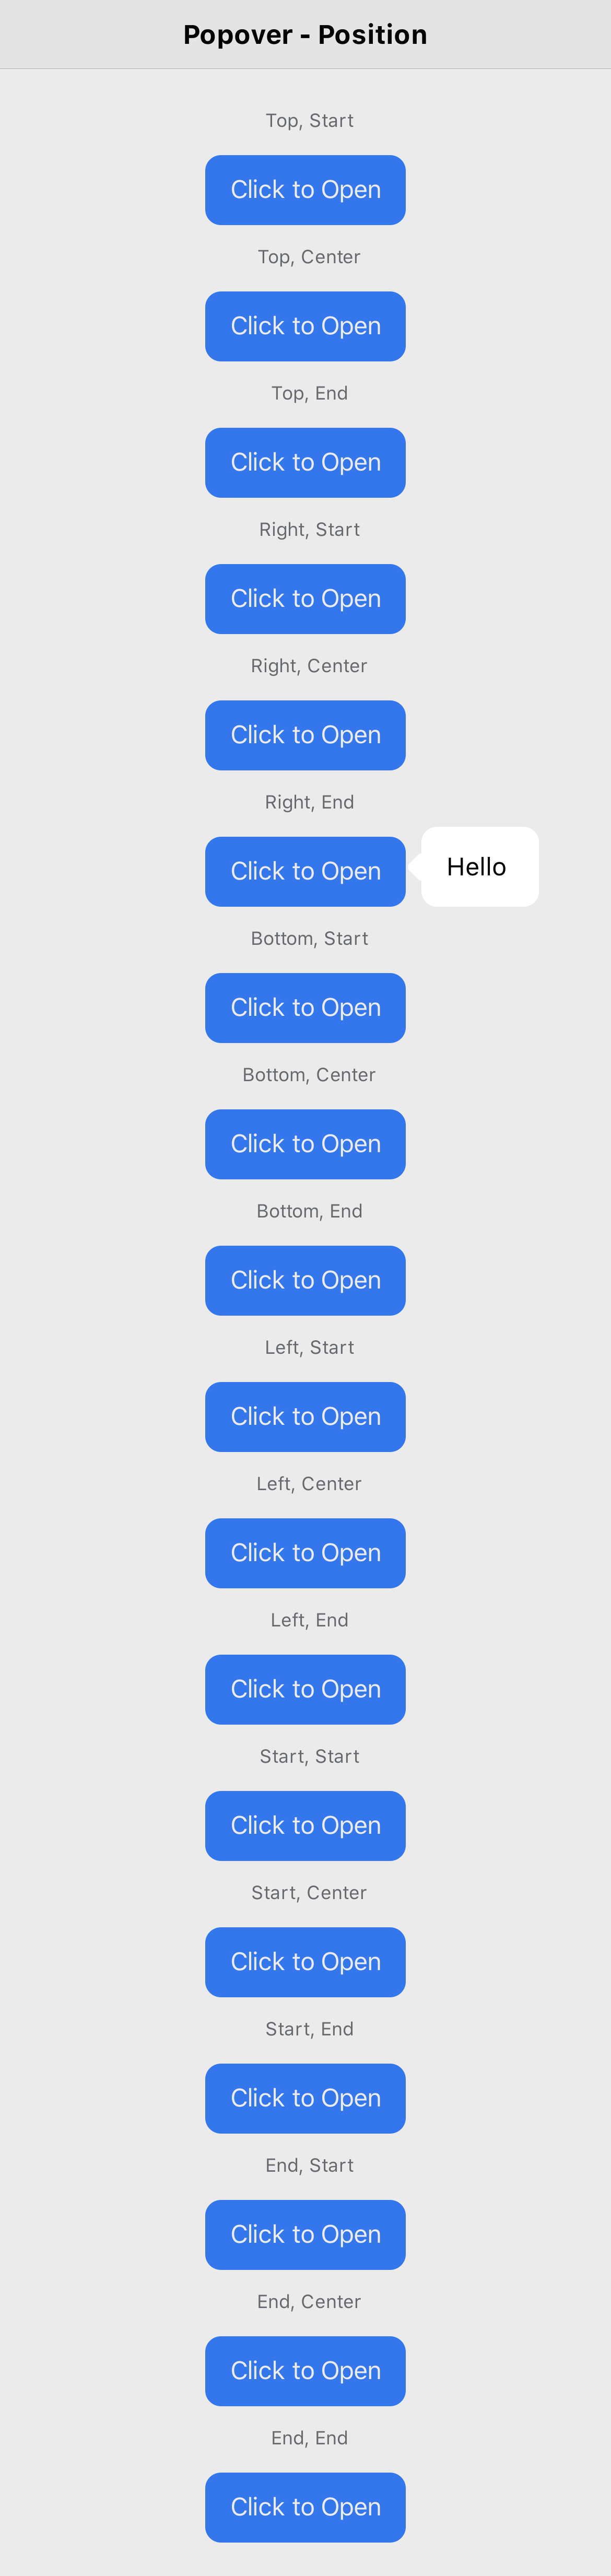 Popover - Position
Top, Start
Click to Open
Top, Center
Click to Open
Top, End
Click to Open
Right, Start
Click to Open
Right, Center
Click to Open
Right, End
Click to Open
Hello
Bottom, Start
Click to Open
Bottom, Center
Click to Open
Bottom, End
Click to Open
Left, Start
Click to Open
Left, Center
Click to Open
Left, End
Click to Open
Start, Start
Click to Open
Start, Center
Click to Open
Start, End
Click to Open
End, Start
Click to Open
End, Center
Click to Open
End, End
Click to Open